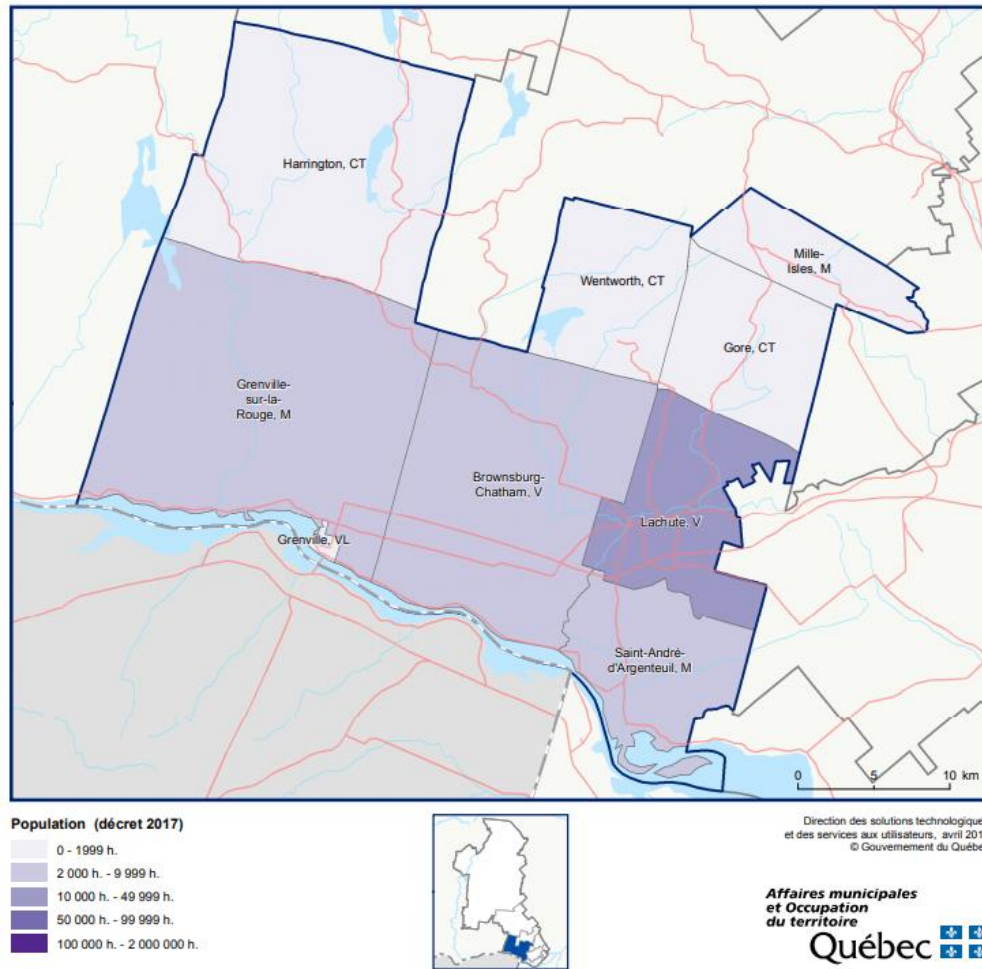 Harrington, CT
Mille-
Isles, M
Wentworth, CT
Gore, CT
Grenville-
sur-la-
Rouge, M
Brownsburg-
Chatham, V
Lachute, V
Grenville, VL
Saint-André-
d'Argenteuil, M
0 5 10 km
Population (décret 2017)
0 - 1999 h.
2 000 h. - 9 999 h.
10 000 h. - 49 999 h.
50 000 h. - 99 999 h.
100 000 h. - 2 000 000 h.
Direction des solutions technologique
et des services aux utilisateurs, avril 201
© Gouvernement du Québe
Affaires municipales
et Occupation
du territoire
Québec